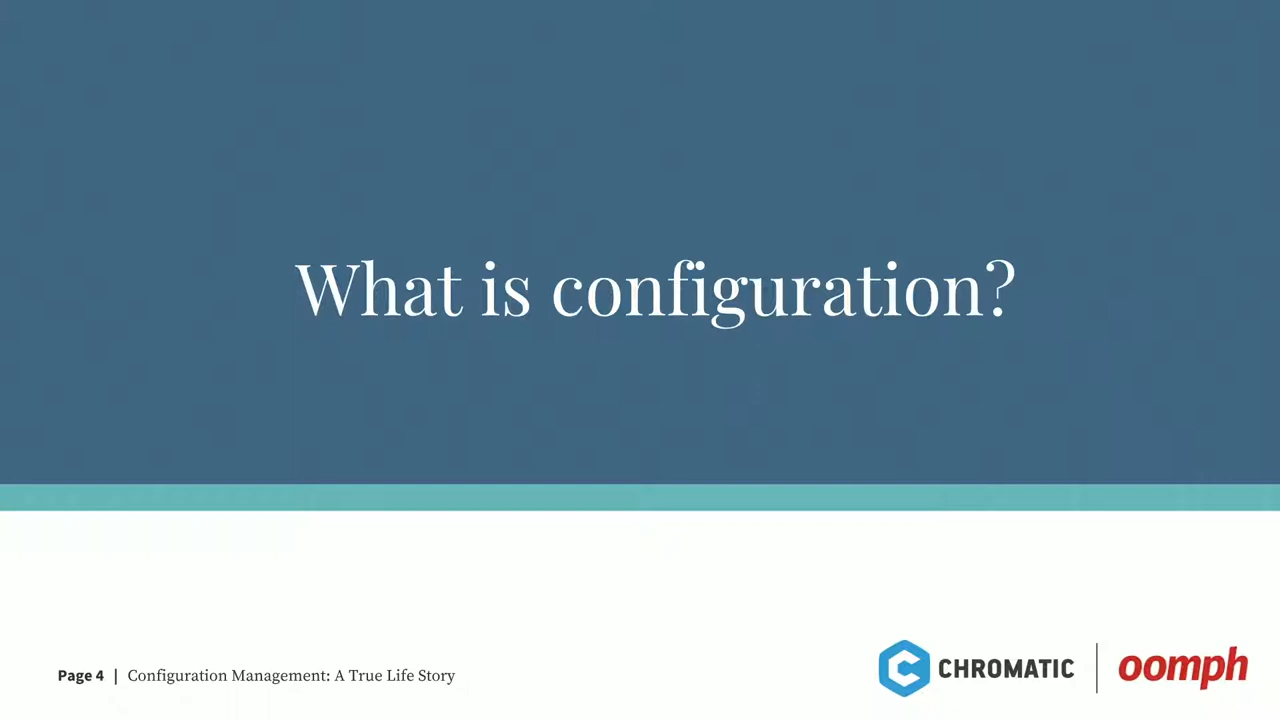 What is configuration?
Page 4 | Configuration Management: A True Life Story
CHROMATIC | oomph